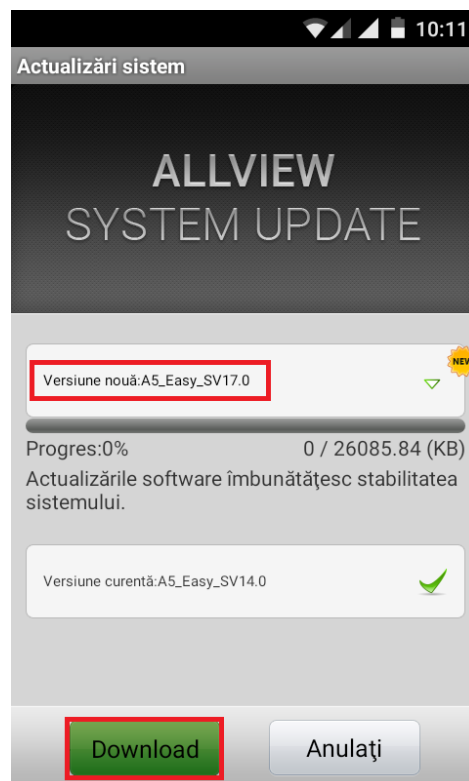 10:11
Actualizări sistem
ALLVIEW
SYSTEM UPDATE
NEW
Versiune nouă:A5_Easy_SV17.0
Progres:0% 0 / 26085.84 (KB)
Actualizările software îmbunătăţesc stabilitatea
sistemului.
Versiune curentă:A5_Easy_SV14.0
Download Anulaţi